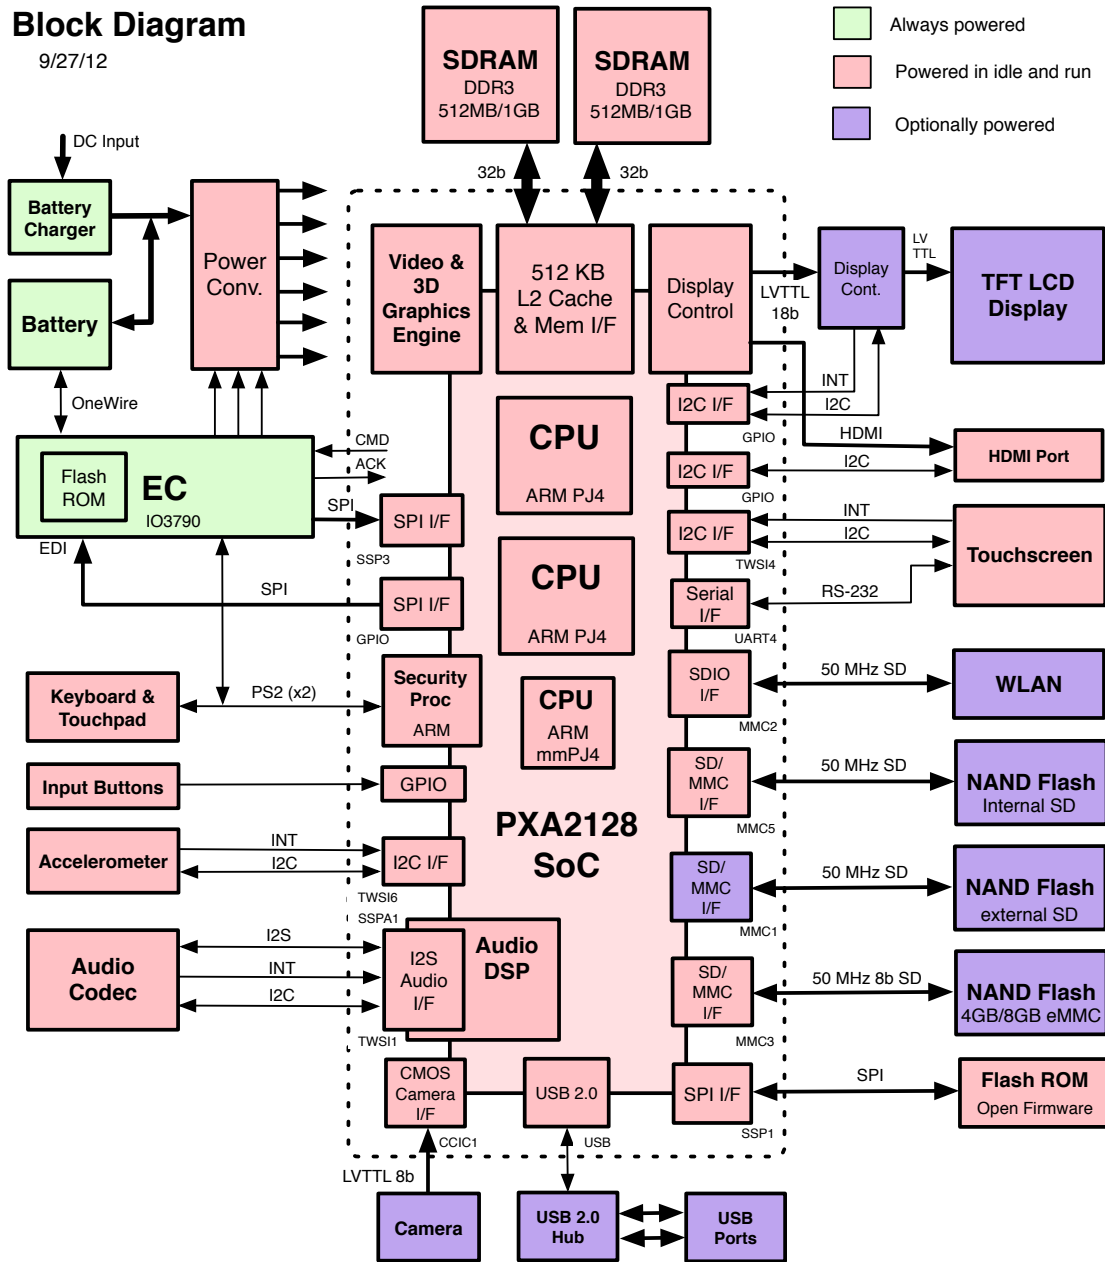 Block Diagram
9/27/12
Always powered
Powered in idle and run
Optionally powered
SDRAM
DDR3
512MB/1GB
SDRAM
DDR3
512MB/1GB
32b
32b
DC Input
Battery
Charger
Battery
Power
Conv.
OneWire
Flash
ROM
EC
IO3790
CMD
ACK
SPI
EDI
SPI
Video &
3D
Graphics
Engine
512 KB
L2 Cache
& Mem I/F
Display
Control
LVTTL
18b
Display
Cont.
LV
TTL
TFT LCD
Display
INT
I2C
I2C I/F
GPIO
HDMI
HDMI Port
I2C I/F
I2C
GPIO
CPU
ARM PJ4
I2C I/F
TWSI4
INT
I2C
Touchscreen
RS-232
Serial
I/F
UART4
SPI I/F
SSP3
SPI I/F
GPIO
CPU
ARM PJ4
Keyboard &
Touchpad
PS2 (x2)
Security
Proc
ARM
CPU
ARM
mmPJ4
SDIO
I/F
MMC2
50 MHz SD
WLAN
Input Buttons
GPIO
SD/
MMC
I/F
MMC5
50 MHz SD
NAND Flash
Internal SD
Accelerometer
INT
I2C
I2C I/F
TWSI6
PXA2128
SoC
SD/
MMC
I/F
MMC1
50 MHz SD
NAND Flash
external SD
SSPA1
Audio
Codec
I2S
INT
I2C
I2S
Audio
I/F
Audio
DSP
TWSI1
SD/
MMC
I/F
MMC3
50 MHz 8b SD
NAND Flash
4GB/8GB eMMC
CMOS
Camera
I/F
CCIC1
USB 2.0
USB
SPI I/F
SSP1
SPI
Flash ROM
Open Firmware
LVTTL 8b
Camera
USB 2.0
Hub
USB
Ports